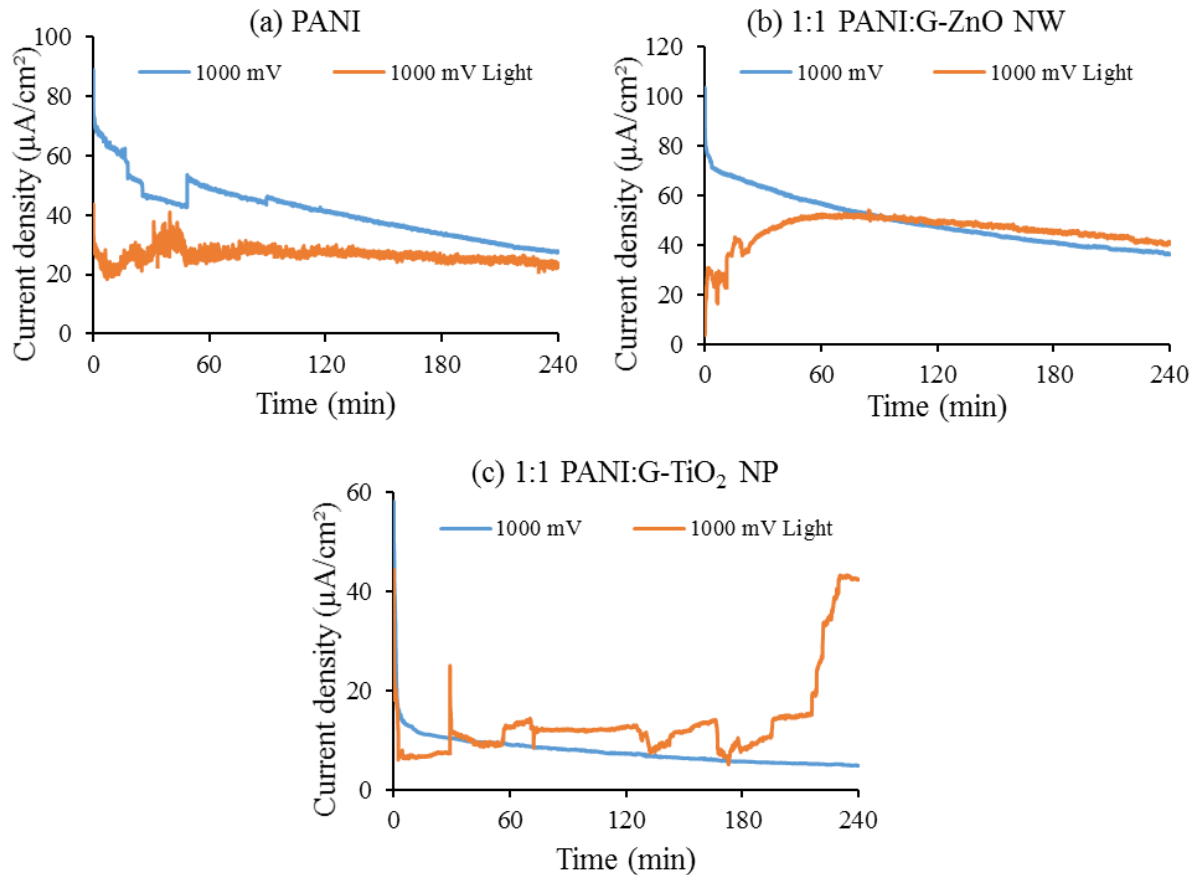 (a) PANI
100
80
60
40
20
0
Current density (µA/cm²)
1000 mV
1000 mV Light
0 60 120 180 240
Time (min)
(b) 1:1 PANI:G-ZnO NW
120
100
80
60
40
20
0
Current density (µA/cm²)
1000 mV
1000 mV Light
0 60 120 180 240
Time (min)
(c) 1:1 PANI:G-TiO₂ NP
60
40
20
0
Current density (µA/cm²)
1000 mV
1000 mV Light
0 60 120 180 240
Time (min)